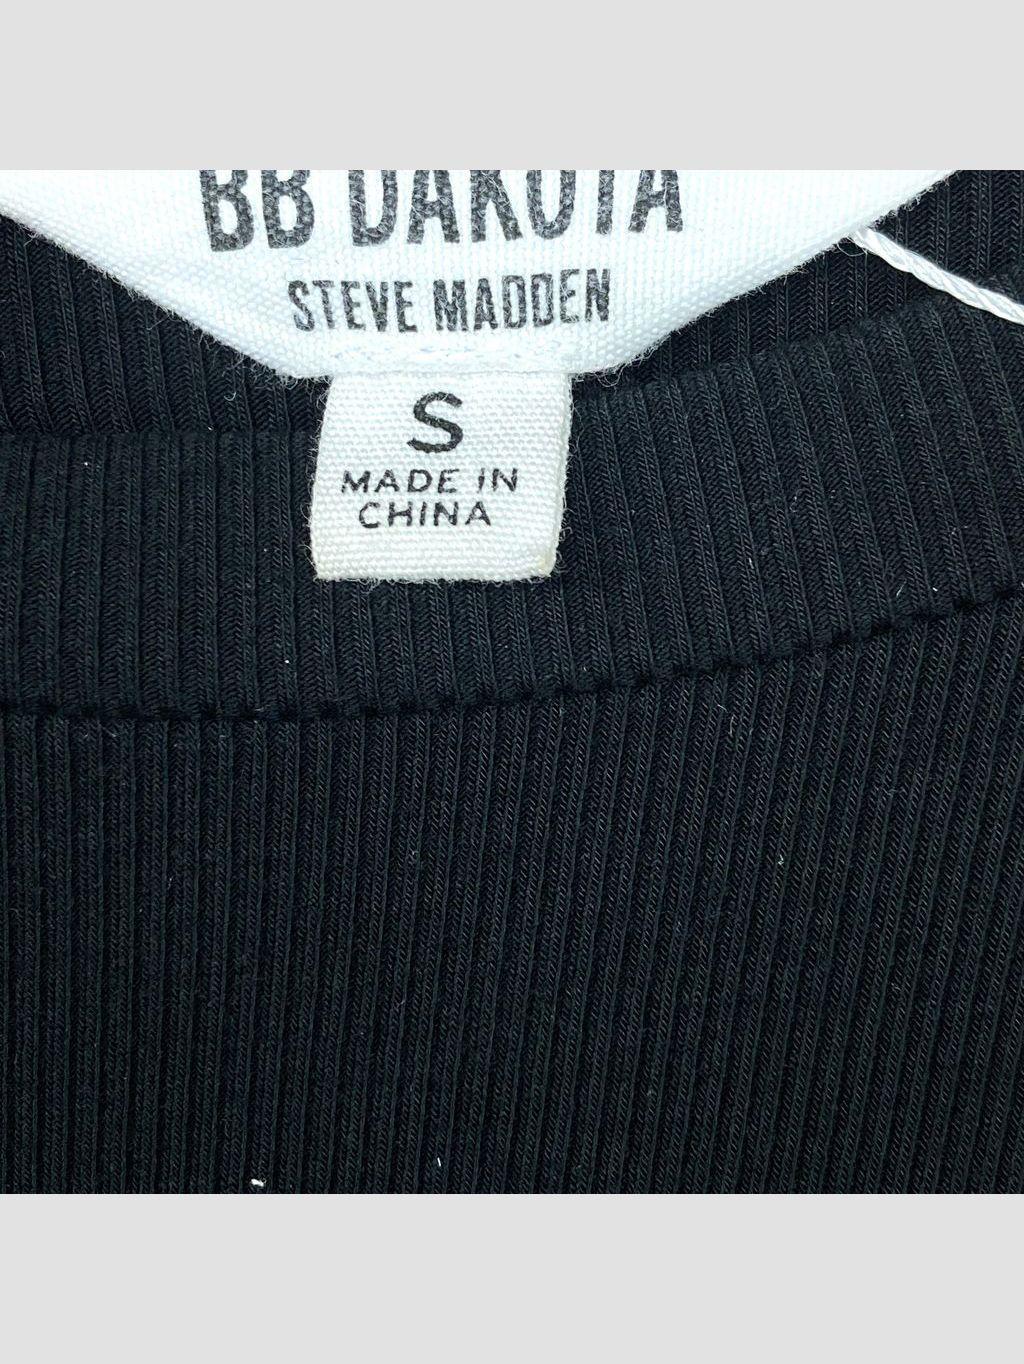 BB DAKOTA
STEVE MADDEN
S
MADE IN
CHINA